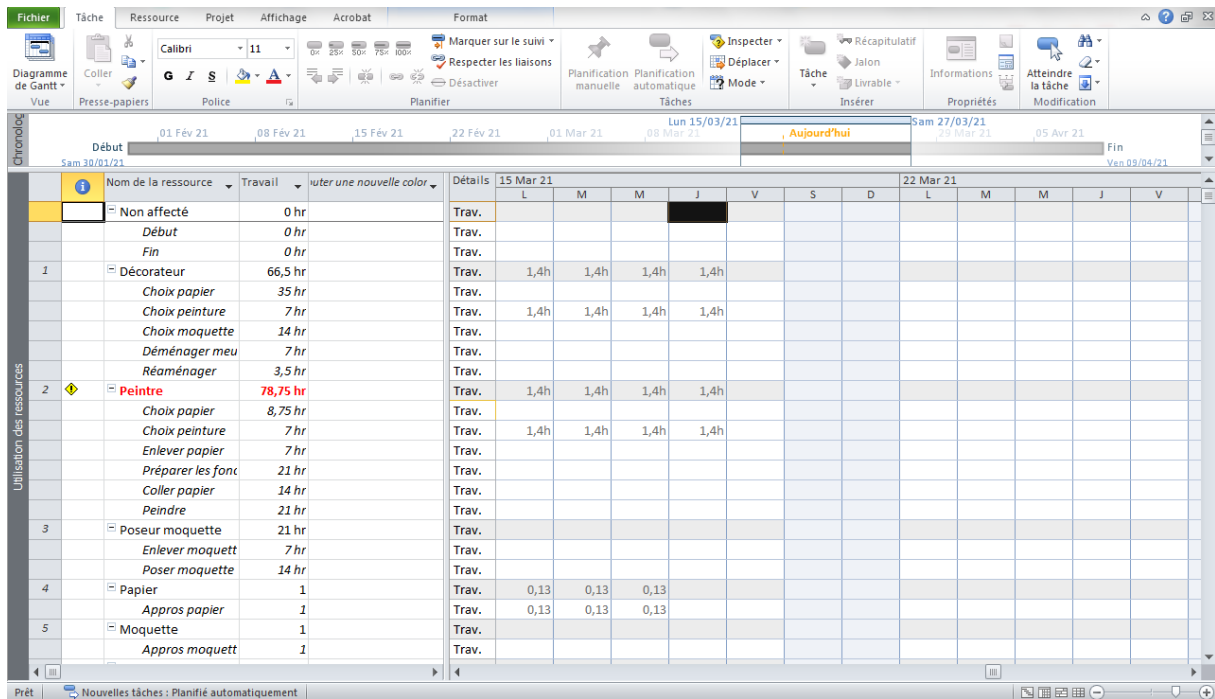 Fichier Tâche Ressource Projet Affichage Acrobat Format
Calibri 11 0% 25% 50% 75% 100% Marquer sur le suivi Inspecter Récapitulatif
Respecter les liaisons Déplacer Jalon
Diagramme de Gantt Coller G I S A Désactiver Planification manuelle Planification automatique Mode Tâche Livrable Informations Atteindre la tâche
Vue Presse-papiers Police Planifier Tâches Insérer Propriétés Modification
Lun 15/03/21 Sam 27/03/21
01 Fév 21 08 Fév 21 15 Fév 21 22 Fév 21 01 Mar 21 08 Mar 21 Aujourd'hui 29 Mar 21 05 Avr 21
Chronolog
Début Fin
Sam 30/01/21 Ven 09/04/21
Nom de la ressource Travail uter une nouvelle color Détails 15 Mar 21 22 Mar 21
L M M J V S D L M M J V
Non affecté 0 hr Trav.
Début 0 hr Trav.
Fin 0 hr Trav.
1 Décorateur 66,5 hr Trav. 1,4h 1,4h 1,4h 1,4h
Choix papier 35 hr Trav.
Choix peinture 7 hr Trav. 1,4h 1,4h 1,4h 1,4h
Choix moquette 14 hr Trav.
Déménager meu 7 hr Trav.
Réaménager 3,5 hr Trav.
2 Peintre 78,75 hr Trav. 1,4h 1,4h 1,4h 1,4h
Choix papier 8,75 hr Trav.
Choix peinture 7 hr Trav. 1,4h 1,4h 1,4h 1,4h
Enlever papier 7 hr Trav.
Préparer les fonc 21 hr Trav.
Coller papier 14 hr Trav.
Peindre 21 hr Trav.
3 Poseur moquette 21 hr Trav.
Enlever moquett 7 hr Trav.
Poser moquette 14 hr Trav.
4 Papier 1 Trav. 0,13 0,13 0,13
Appros papier 1 Trav. 0,13 0,13 0,13
5 Moquette 1 Trav.
Appros moquett 1 Trav.
Utilisation des ressources
Prêt Nouvelles tâches : Planifié automatiquement